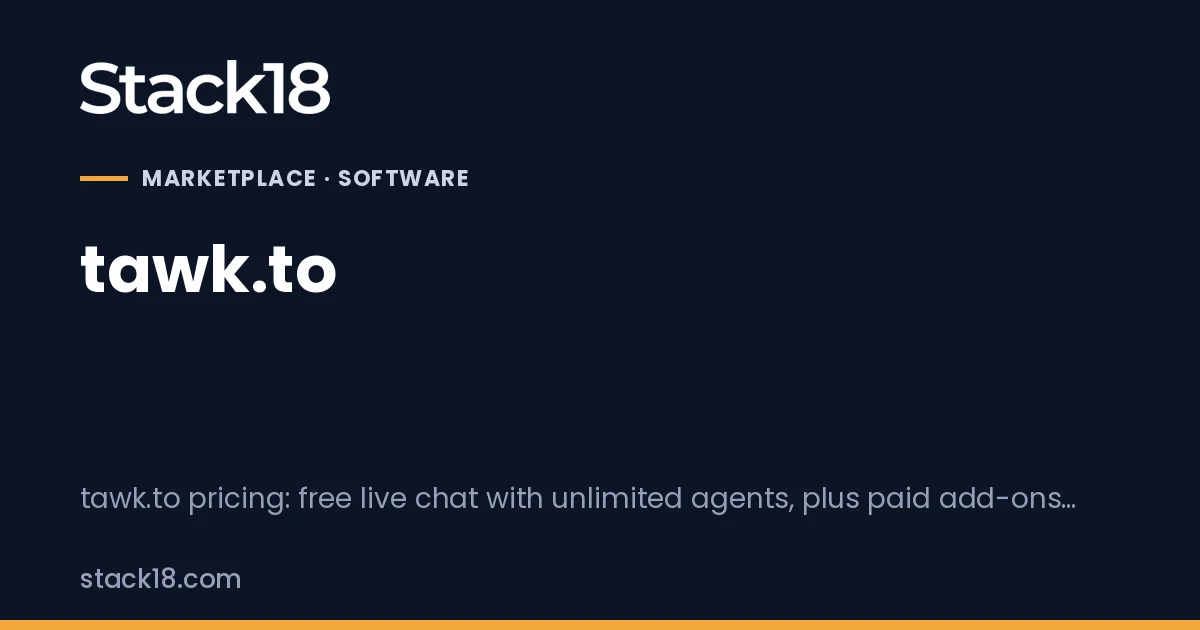 Stack18
MARKETPLACE · SOFTWARE
tawk.to
tawk.to pricing: free live chat with unlimited agents, plus paid add-ons...
stack18.com